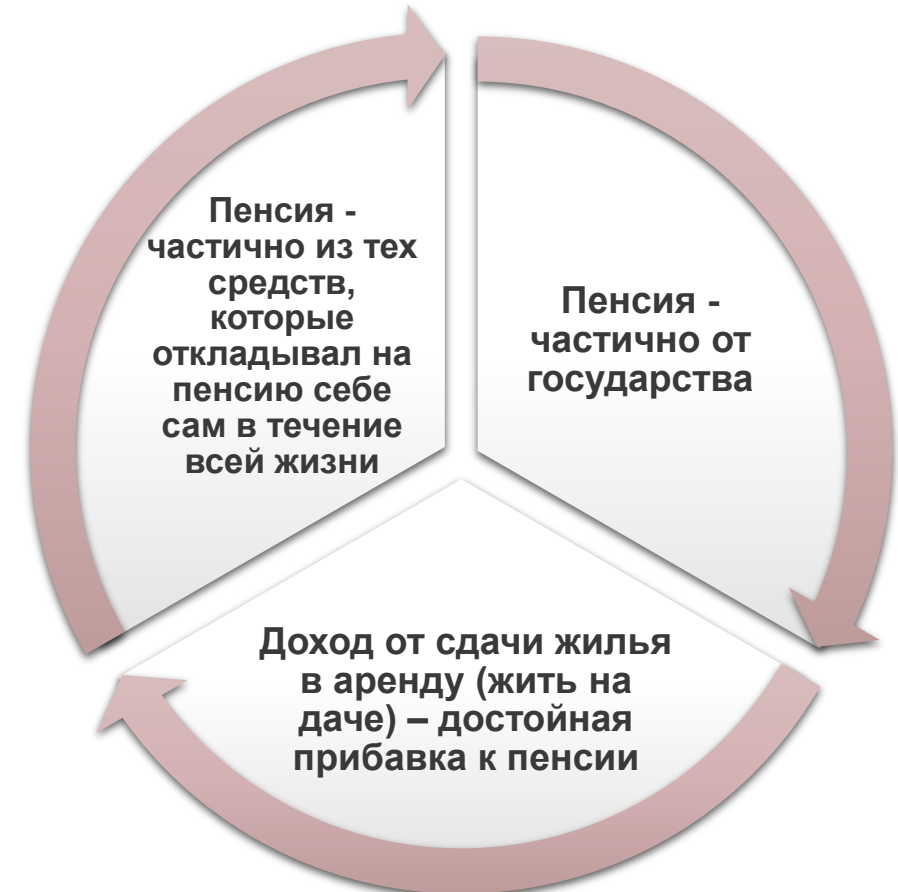 Пенсия -
частично из тех
средств,
которые
откладывал на
пенсию себе
сам в течение
всей жизни
Пенсия -
частично от
государства
Доход от сдачи жилья
в аренду (жить на
даче) – достойная
прибавка к пенсии